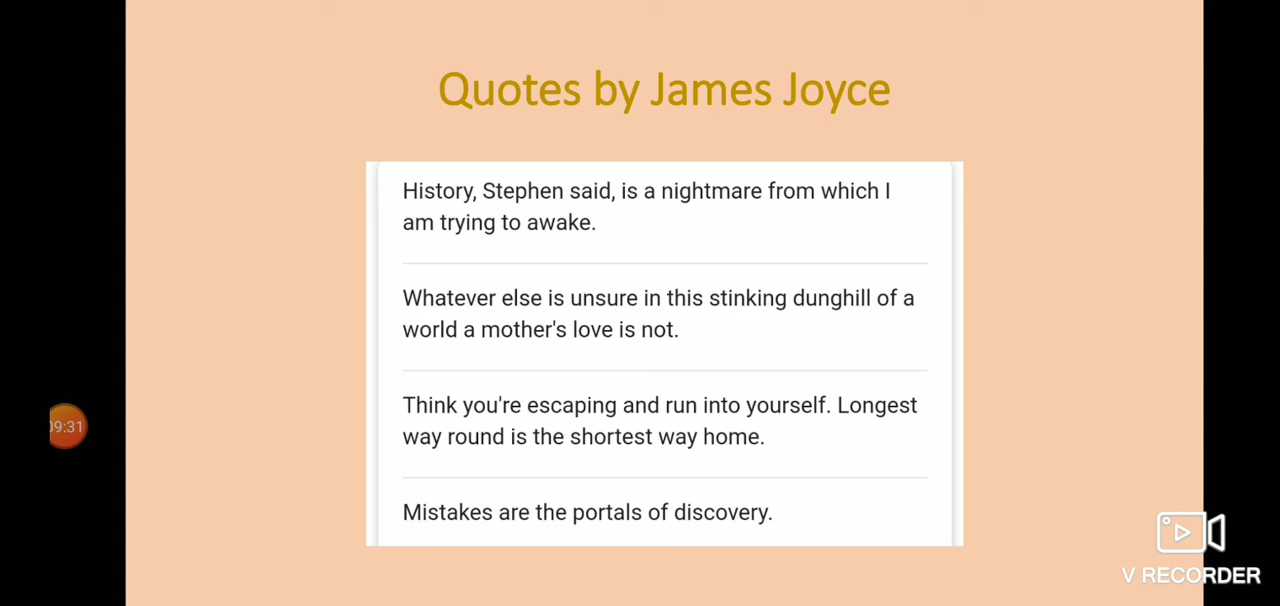 Quotes by James Joyce
History, Stephen said, is a nightmare from which I
am trying to awake.
Whatever else is unsure in this stinking dunghill of a
world a mother's love is not.
Think you're escaping and run into yourself. Longest
way round is the shortest way home.
Mistakes are the portals of discovery.
09:31
V RECORDER